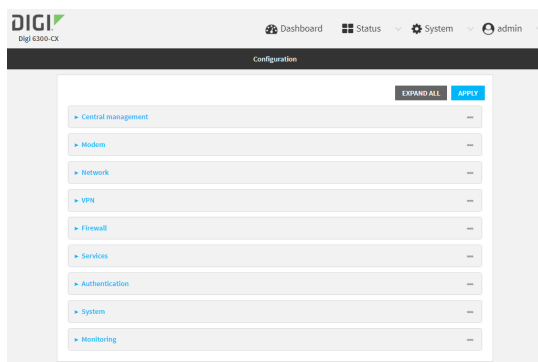 DIGI
Digi 6300-CX
Dashboard Status System admin
Configuration
EXPAND ALL APPLY
Central management
Modem
Network
VPN
Firewall
Services
Authentication
System
Monitoring